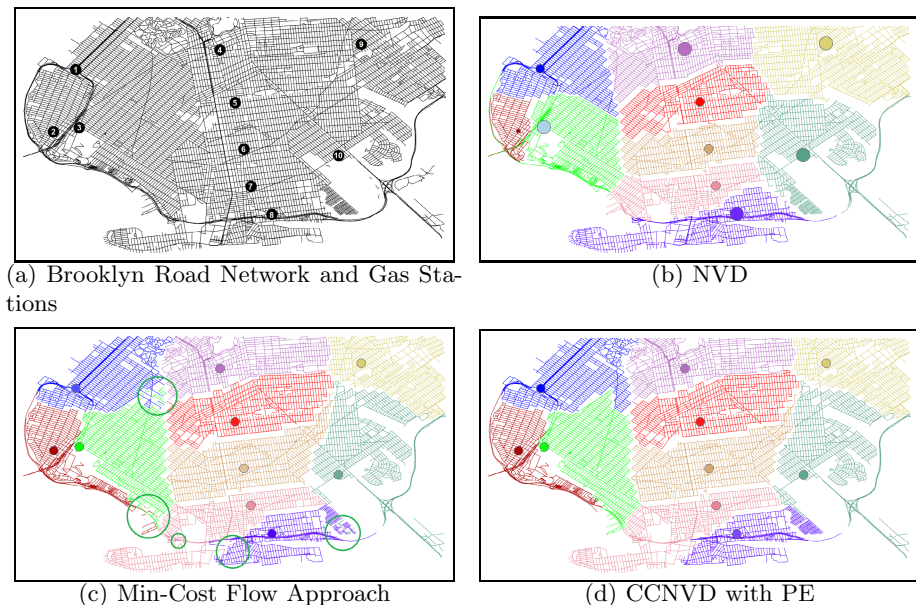 1
2
3
4
5
6
7
8
9
10
(a) Brooklyn Road Network and Gas Sta-
tions
(b) NVD
(c) Min-Cost Flow Approach
(d) CCNVD with PE